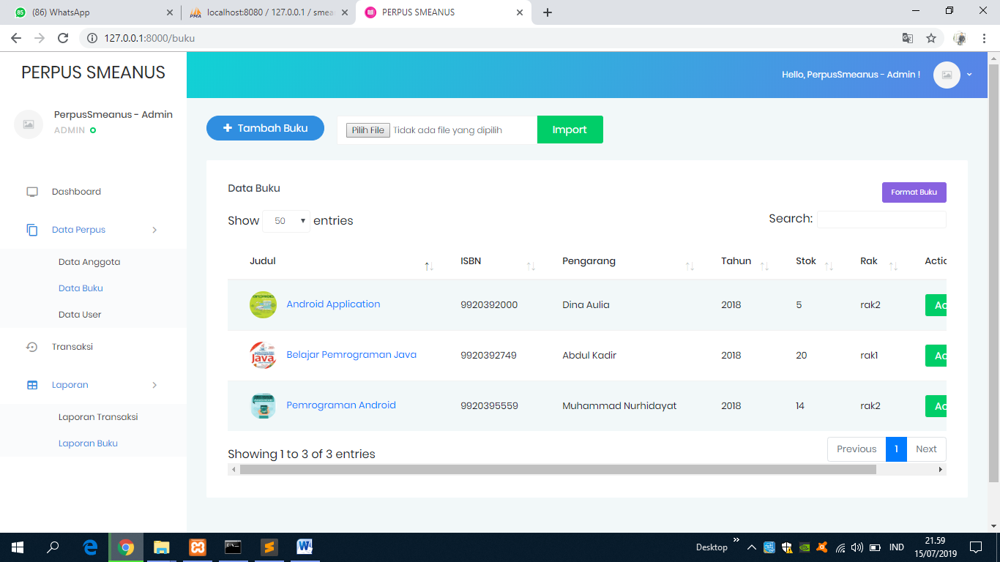 (86) WhatsApp
localhost:8080 / 127.0.0.1 / smea
PERPUS SMEANUS
127.0.0.1:8000/buku
PERPUS SMEANUS
Hello, PerpusSmeanus - Admin !
PerpusSmeanus - Admin
ADMIN
Tambah Buku
Pilih File Tidak ada file yang dipilih
Import
Dashboard
Data Perpus
Data Anggota
Data Buku
Data User
Transaksi
Laporan
Laporan Transaksi
Laporan Buku
Data Buku
Format Buku
Show 50 entries
Search:
Judul ISBN Pengarang Tahun Stok Rak Actio
Android Application 9920392000 Dina Aulia 2018 5 rak2 Ac
Belajar Pemrograman Java 9920392749 Abdul Kadir 2018 20 rak1 Ac
Pemrograman Android 9920395559 Muhammad Nurhidayat 2018 14 rak2 Ac
Showing 1 to 3 of 3 entries
Previous 1 Next
Desktop
IND
21.59
15/07/2019